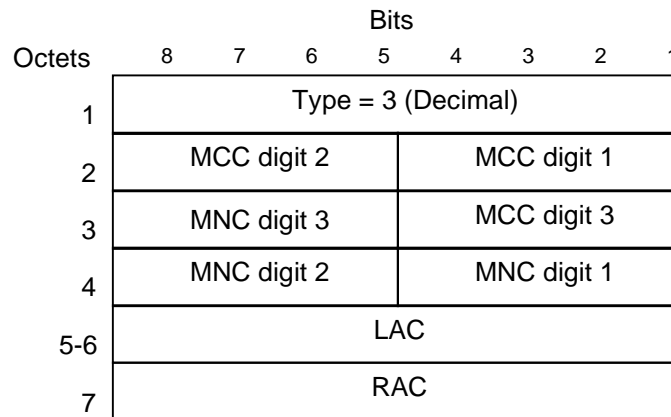 Bits
Octets 8 7 6 5 4 3 2 1
1 Type = 3 (Decimal)
2 MCC digit 2 MCC digit 1
3 MNC digit 3 MCC digit 3
4 MNC digit 2 MNC digit 1
5-6 LAC
7 RAC